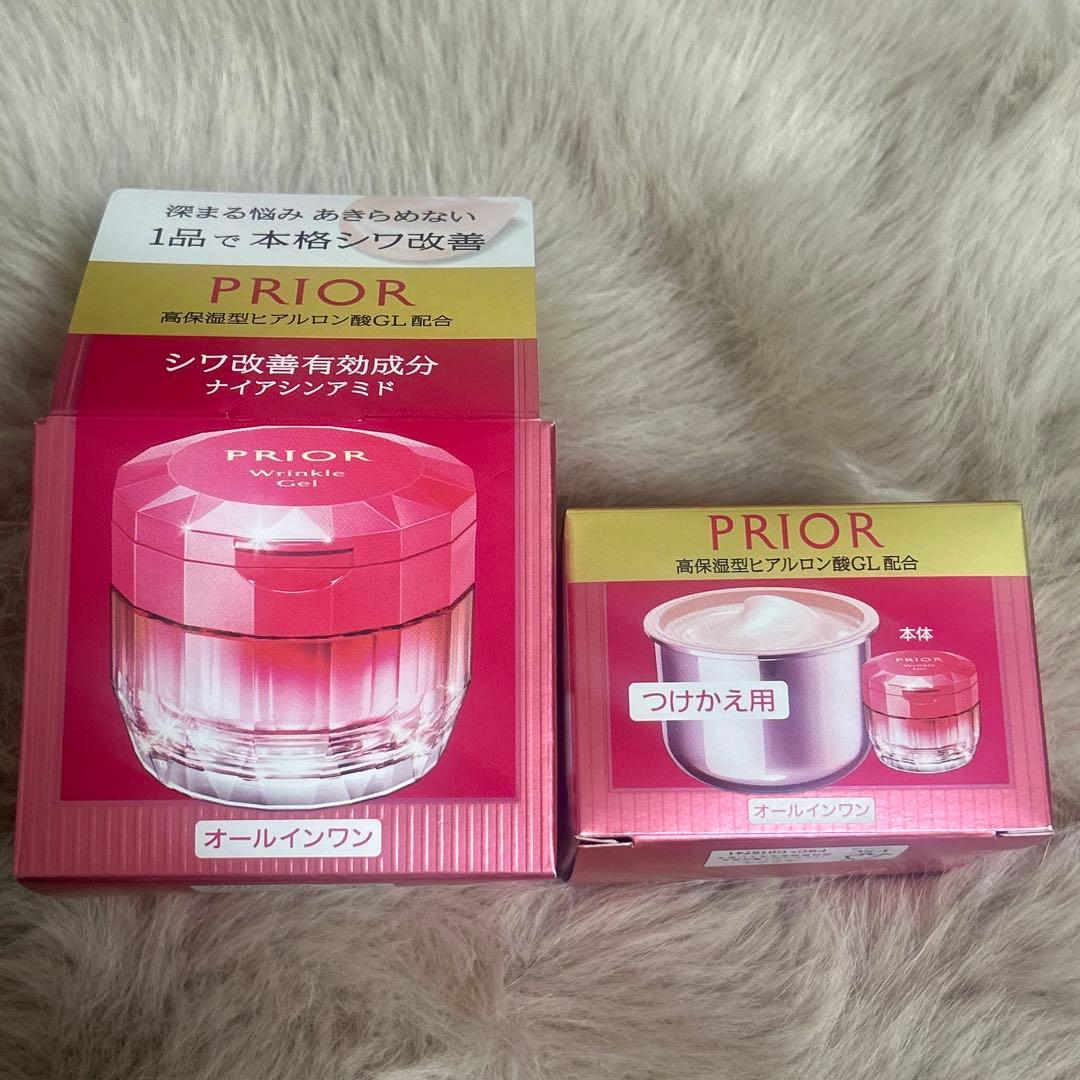 深まる悩み あきらめない
1品で 本格シワ改善
PRIOR
高保湿型ヒアルロン酸GL 配合
シワ改善有効成分
ナイアシンアミド
PRIOR
Wrinkle
Gel
オールインワン
PRIOR
高保湿型ヒアルロン酸GL 配合
本体
PRIOR
Wrinkle
Gel
つけかえ用
オールインワン
FSC® C018741